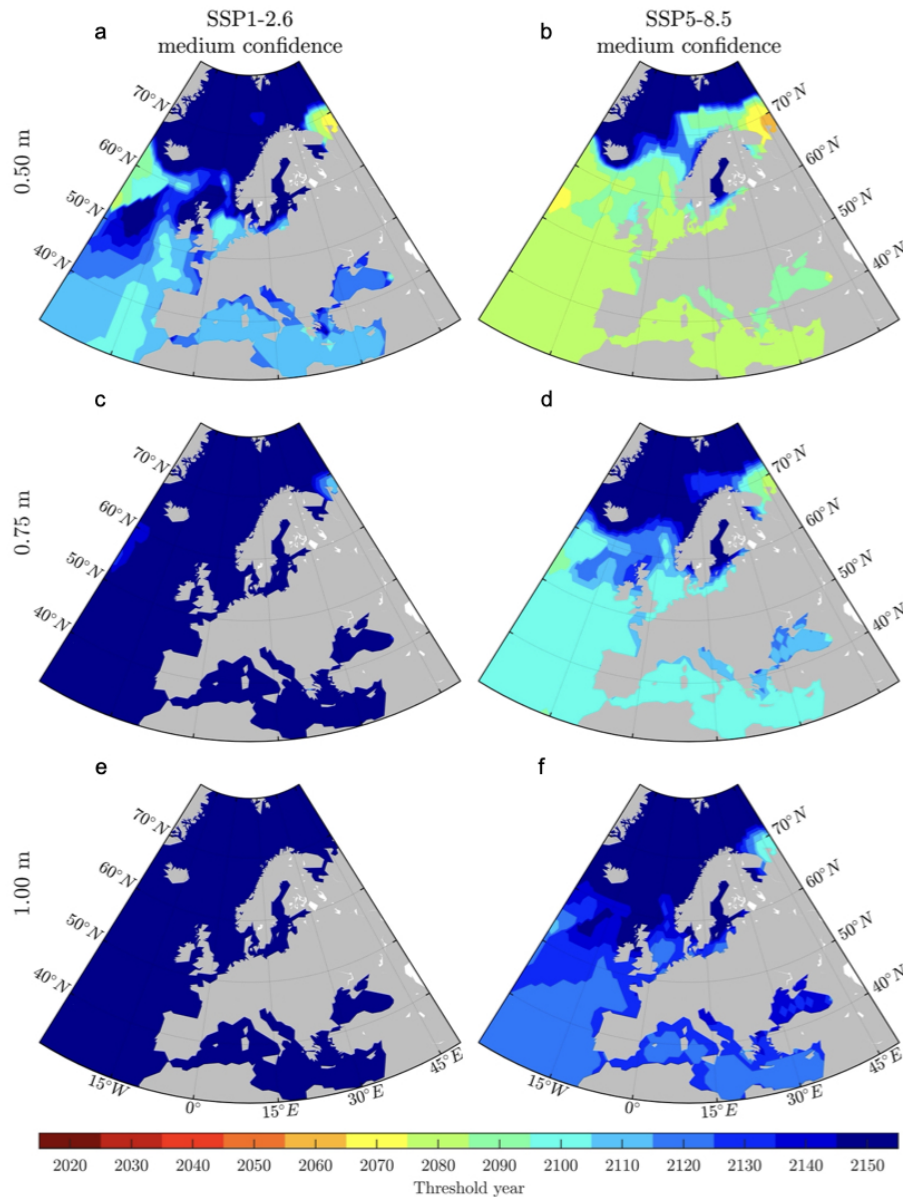 a
SSP1-2.6
medium confidence
b
SSP5-8.5
medium confidence
0.50 m
70°N
60°N
50°N
40°N
70°N
60°N
50°N
40°N
c
d
0.75 m
70°N
60°N
50°N
40°N
70°N
60°N
50°N
40°N
e
f
1.00 m
70°N
60°N
50°N
40°N
70°N
60°N
50°N
40°N
15°W
0°
15°E
30°E
45°E
15°W
0°
15°E
30°E
45°E
2020 2030 2040 2050 2060 2070 2080 2090 2100 2110 2120 2130 2140 2150
Threshold year